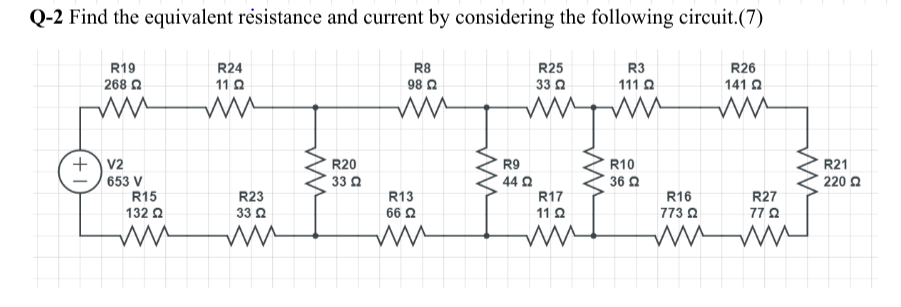 Q-2 Find the equivalent resistance and current by considering the following circuit.(7)
R19 R24 R8 R25 R3 R26
268 Ω 11 Ω 98 Ω 33 Ω 111 Ω 141 Ω
+ V2 R20 R9 R10 R21
653 V 33 Ω 44 Ω 36 Ω 220 Ω
R15 R23 R13 R17 R16 R27
132 Ω 33 Ω 66 Ω 11 Ω 773 Ω 77 Ω